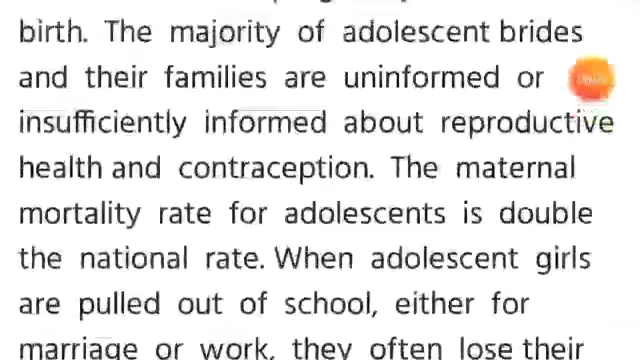 birth. The majority of adolescent brides
and their families are uninformed or
insufficiently informed about reproductive
health and contraception. The maternal
mortality rate for adolescents is double
the national rate. When adolescent girls
are pulled out of school, either for
marriage or work, they often lose their